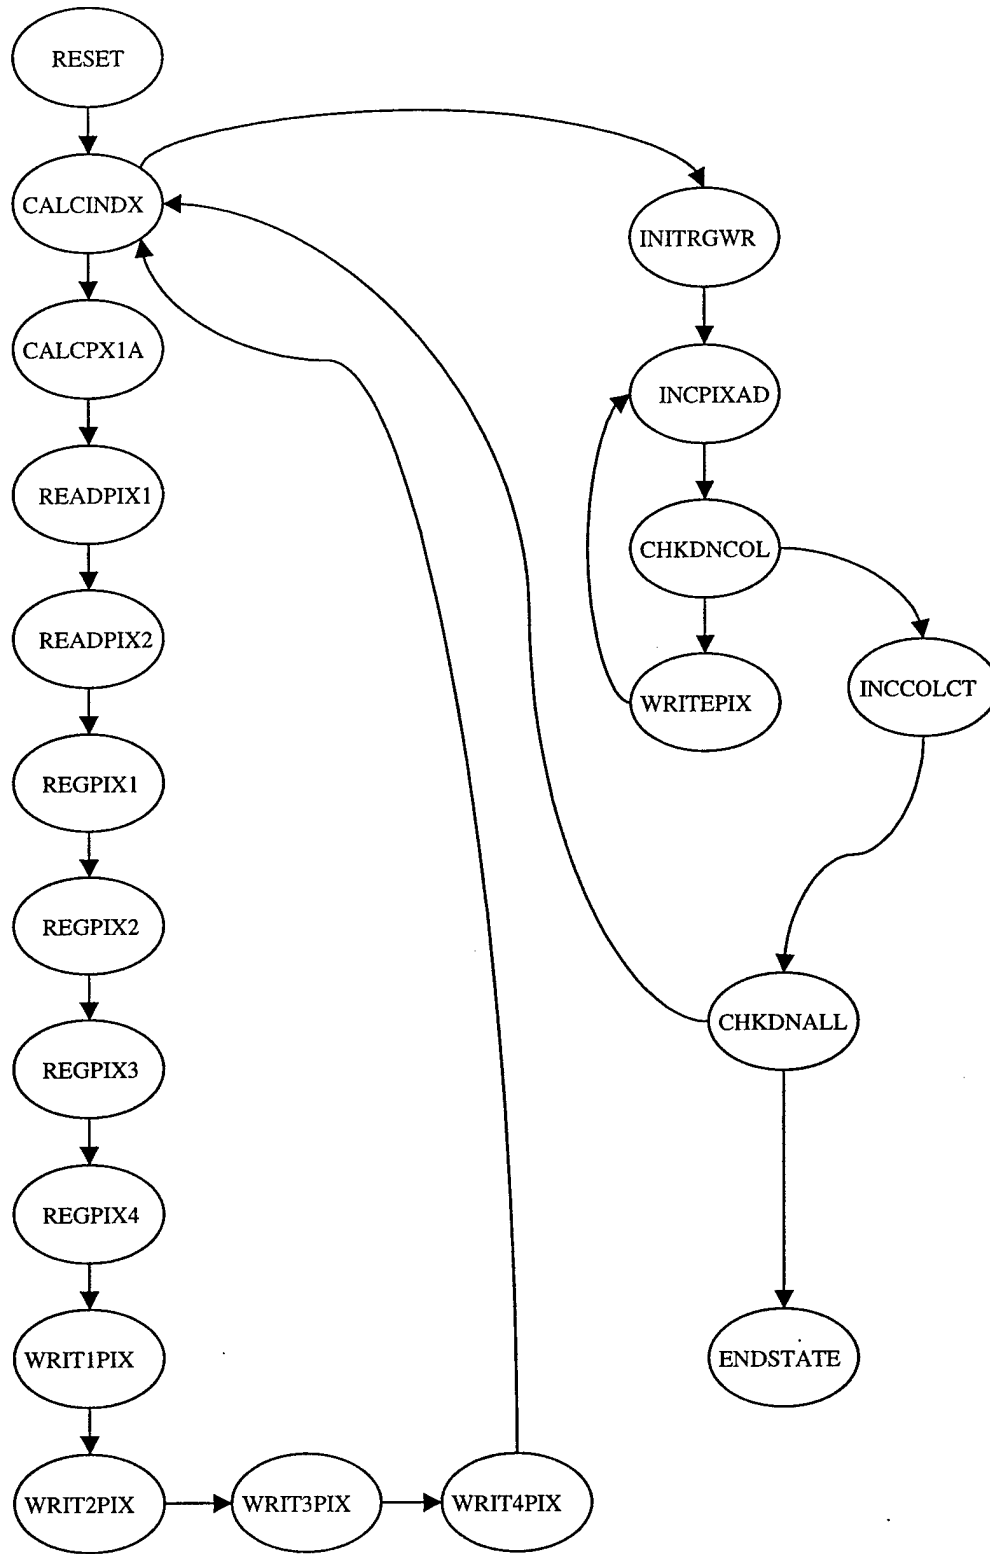 RESET
CALCINDX
INITRGWR
CALCPX1A
INCPIXAD
READPIX1
CHKDNCOL
READPIX2
INCCOLCT
WRITEPIX
REGPIX1
REGPIX2
CHKDNALL
REGPIX3
REGPIX4
WRIT1PIX
ENDSTATE
WRIT2PIX
WRIT3PIX
WRIT4PIX